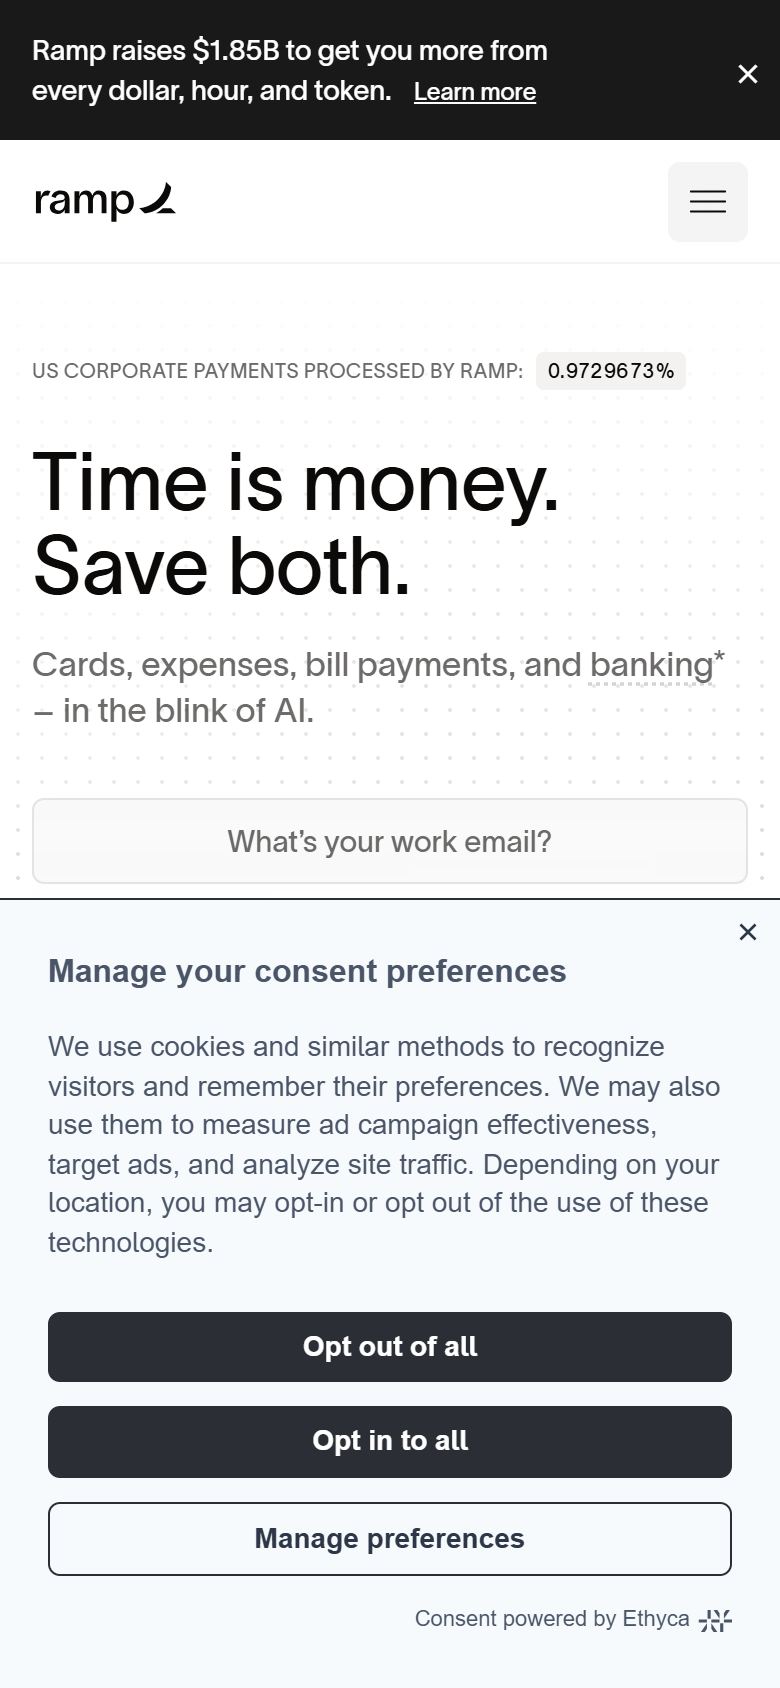 Ramp raises $1.85B to get you more from
every dollar, hour, and token. Learn more
ramp
US CORPORATE PAYMENTS PROCESSED BY RAMP: 0.9729673%
Time is money.
Save both.
Cards, expenses, bill payments, and banking*
– in the blink of AI.
What’s your work email?
Manage your consent preferences
We use cookies and similar methods to recognize
visitors and remember their preferences. We may also
use them to measure ad campaign effectiveness,
target ads, and analyze site traffic. Depending on your
location, you may opt-in or opt out of the use of these
technologies.
Opt out of all
Opt in to all
Manage preferences
Consent powered by Ethyca